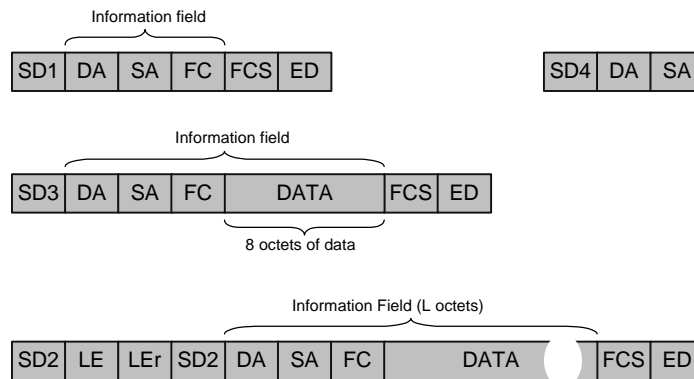 Information field
SD1 DA SA FC FCS ED
SD4 DA SA
Information field
SD3 DA SA FC DATA FCS ED
8 octets of data
Information Field (L octets)
SD2 LE LEr SD2 DA SA FC DATA FCS ED